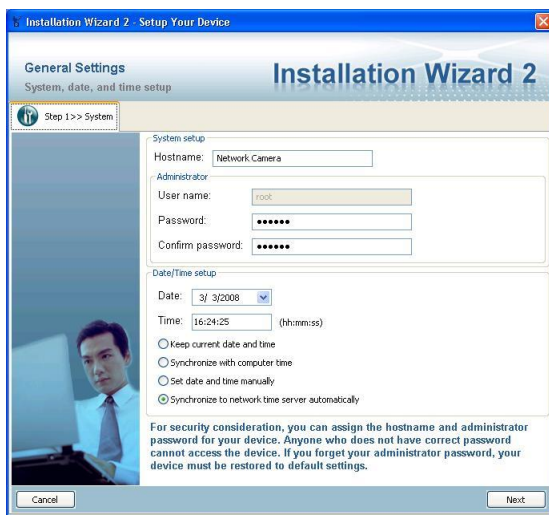 Installation Wizard 2 - Setup Your Device
General Settings
System, date, and time setup
Installation Wizard 2
Step 1>> System
System setup
Hostname: Network Camera
Administrator
User name: root
Password: ••••••
Confirm password: ••••••
Date/Time setup
Date: 3/ 3/2008
Time: 16:24:25 (hh:mm:ss)
Keep current date and time
Synchronize with computer time
Set date and time manually
Synchronize to network time server automatically
For security consideration, you can assign the hostname and administrator
password for your device. Anyone who does not have correct password
cannot access the device. If you forget your administrator password, your
device must be restored to default settings.
Cancel
Next